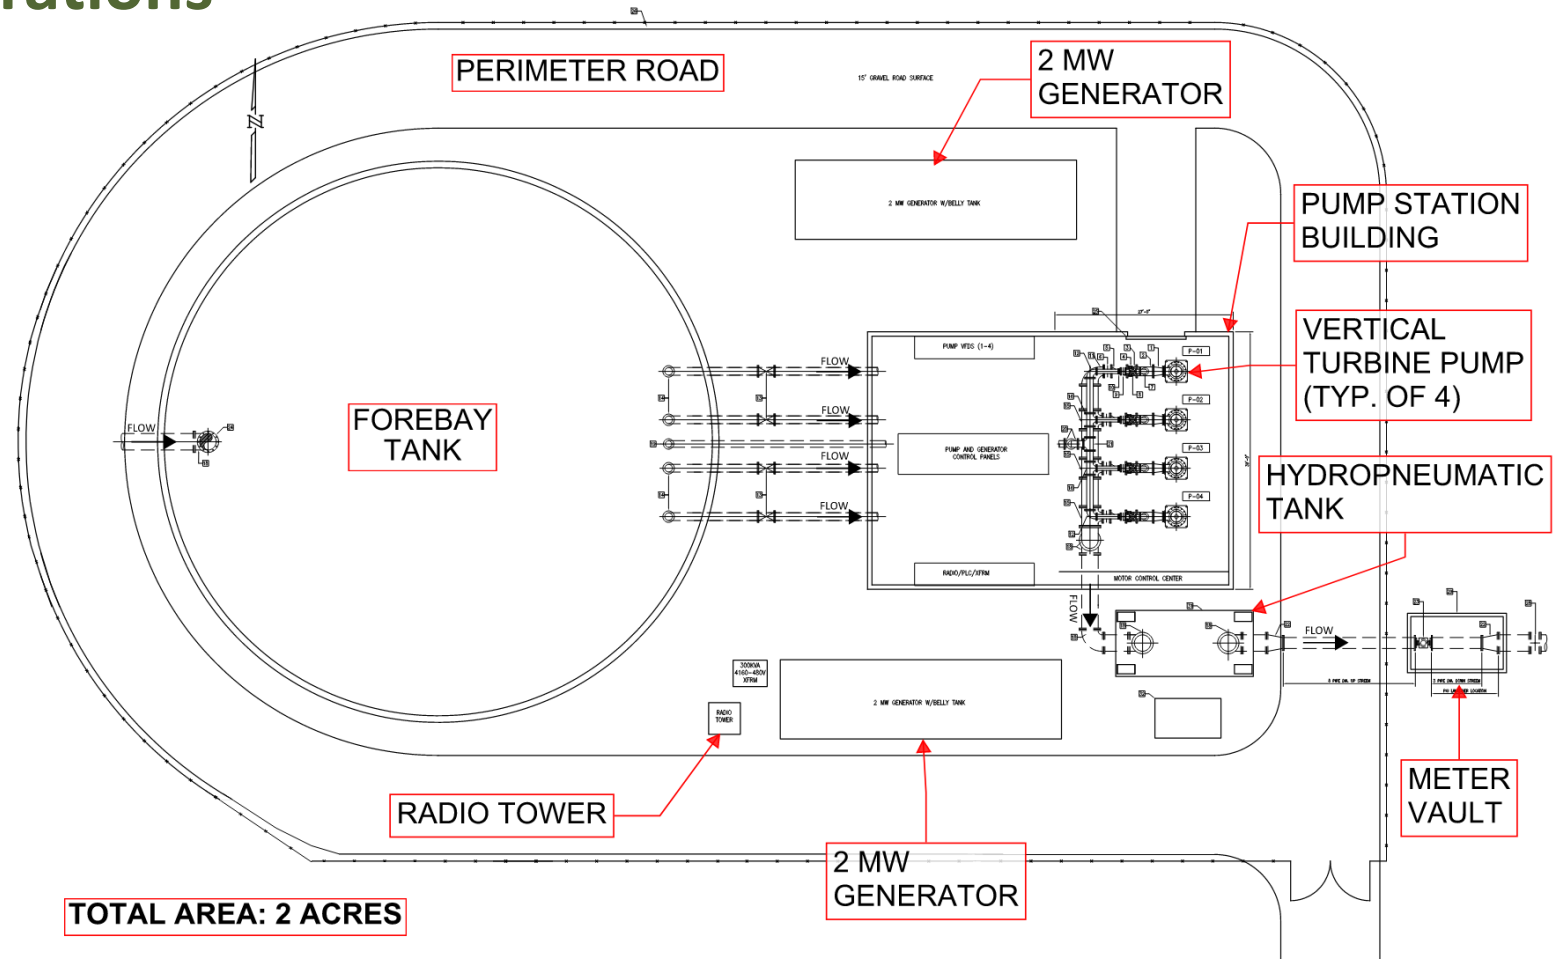 rations
PERIMETER ROAD
15' GRAVEL ROAD SURFACE
2 MW
GENERATOR
N
2 MW GENERATOR W/BELLY TANK
PUMP STATION
BUILDING
VERTICAL
TURBINE PUMP
(TYP. OF 4)
PUMP VFDS (1-4)
P-01
P-02
P-03
P-04
FLOW
FLOW
FLOW
FLOW
FLOW
FOREBAY
TANK
PUMP AND GENERATOR
CONTROL PANELS
HYDROPNEUMATIC
TANK
RADIO/PLC/XFRM
MOTOR CONTROL CENTER
FLOW
FLOW
300KVA
4160-480V
XFRM
RADIO
TOWER
2 MW GENERATOR W/BELLY TANK
METER
VAULT
RADIO TOWER
2 MW
GENERATOR
TOTAL AREA: 2 ACRES